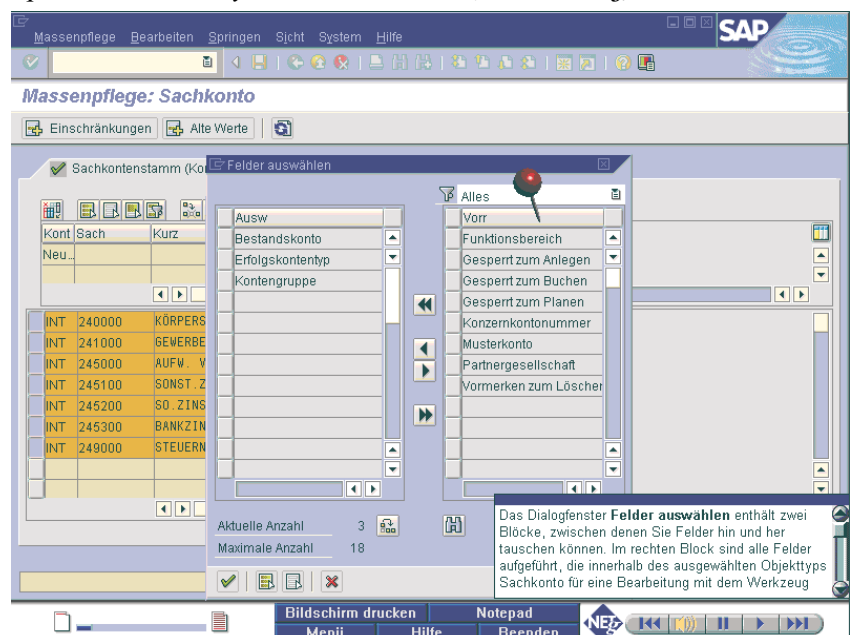 Massenpflege Bearbeiten Springen Sicht System Hilfe
SAP
Massenpflege: Sachkonto
Einschränkungen Alte Werte
Sachkontenstamm (Ko
Felder auswählen
Alles
Ausw
Vorr
Kont Sach Kurz
Neu..
Bestandskonto
Erfolgskontentyp
Kontengruppe
Funktionsbereich
Gesperrt zum Anlegen
Gesperrt zum Buchen
Gesperrt zum Planen
Konzernkontonummer
Musterkonto
Partnergesellschaft
Vormerken zum Löscher
INT 240000 KÖRPERS
INT 241000 GEWERBE
INT 245000 AUFW. V
INT 245100 SONST.Z
INT 245200 SO.ZINS
INT 245300 BANKZIN
INT 249000 STEUERN
Aktuelle Anzahl 3
Maximale Anzahl 18
Das Dialogfenster Felder auswählen enthält zwei
Blöcke, zwischen denen Sie Felder hin und her
tauschen können. Im rechten Block sind alle Felder
aufgeführt, die innerhalb des ausgewählten Objekttyps
Sachkonto für eine Bearbeitung mit dem Werkzeug
Bildschirm drucken Notepad
Menü Hilfe Beenden